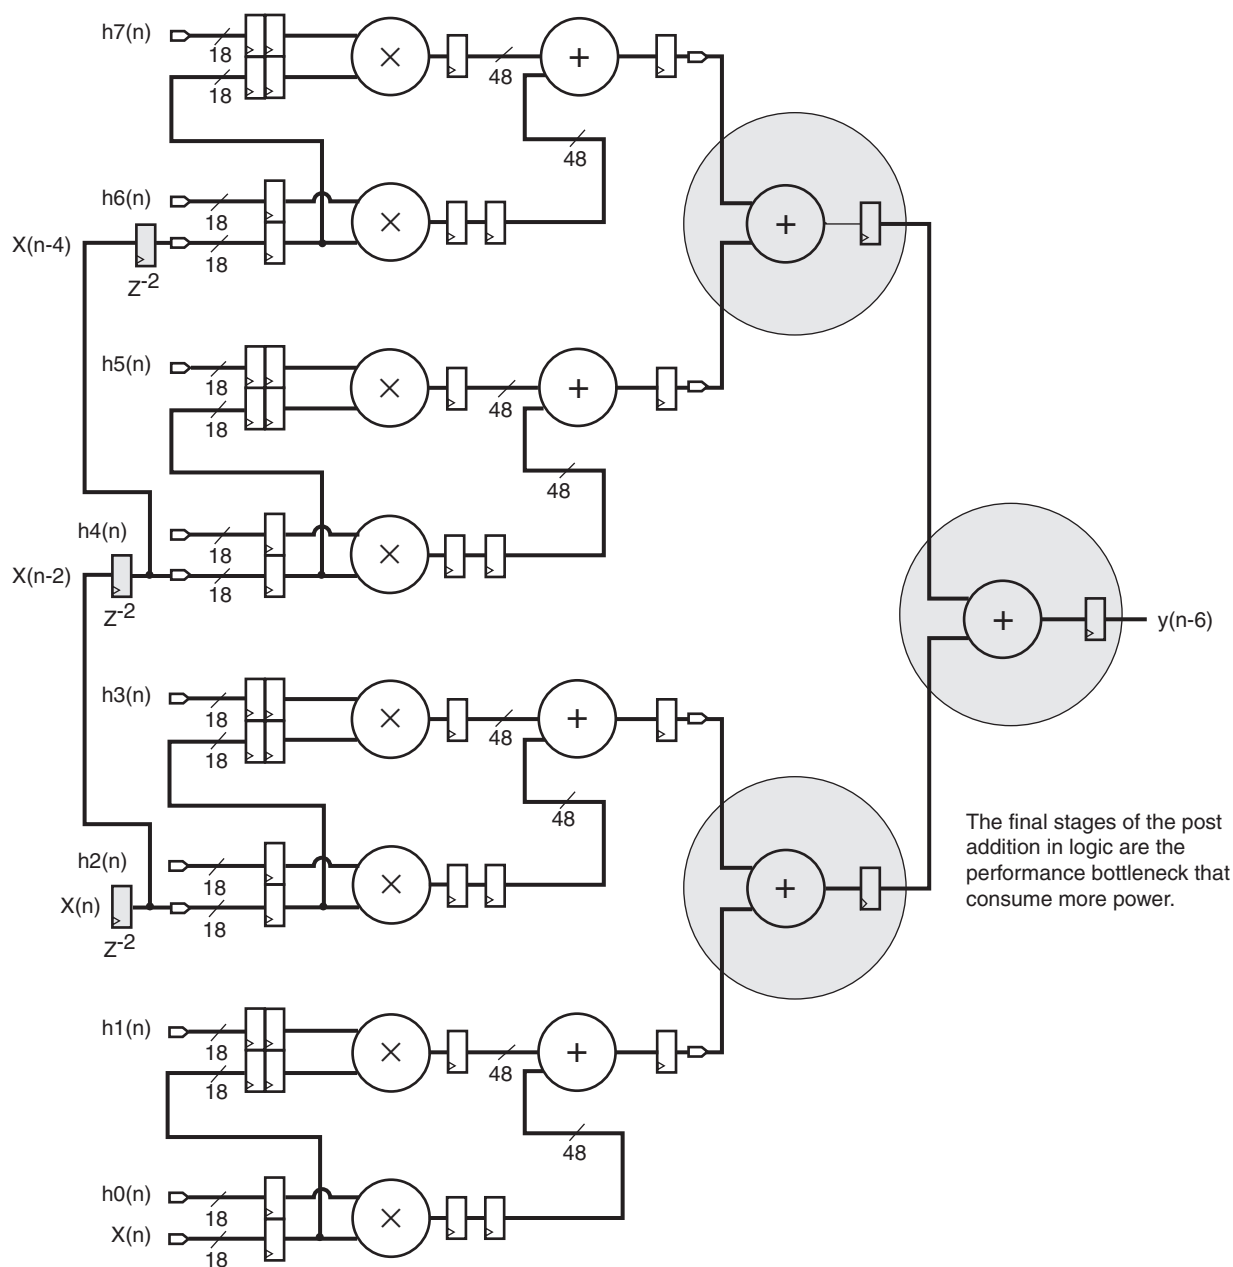 h7(n)
18
18
×
48
+
48
h6(n)
18
X(n-4)
18
×
Z-2
+
h5(n)
18
18
×
48
+
48
h4(n)
18
X(n-2)
18
×
Z-2
+
y(n-6)
h3(n)
18
18
×
48
+
48
h2(n)
18
X(n)
18
×
Z-2
+
The final stages of the post
addition in logic are the
performance bottleneck that
consume more power.
h1(n)
18
18
×
48
+
48
h0(n)
18
X(n)
18
×